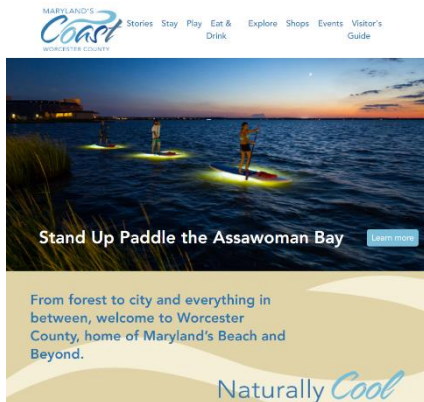 MARYLAND'S
Coast
WORCESTER COUNTY
Stories Stay Play Eat & Drink Explore Shops Events Visitor's Guide
Stand Up Paddle the Assawoman Bay
Learn more
From forest to city and everything in
between, welcome to Worcester
County, home of Maryland's Beach and
Beyond.
Naturally Cool